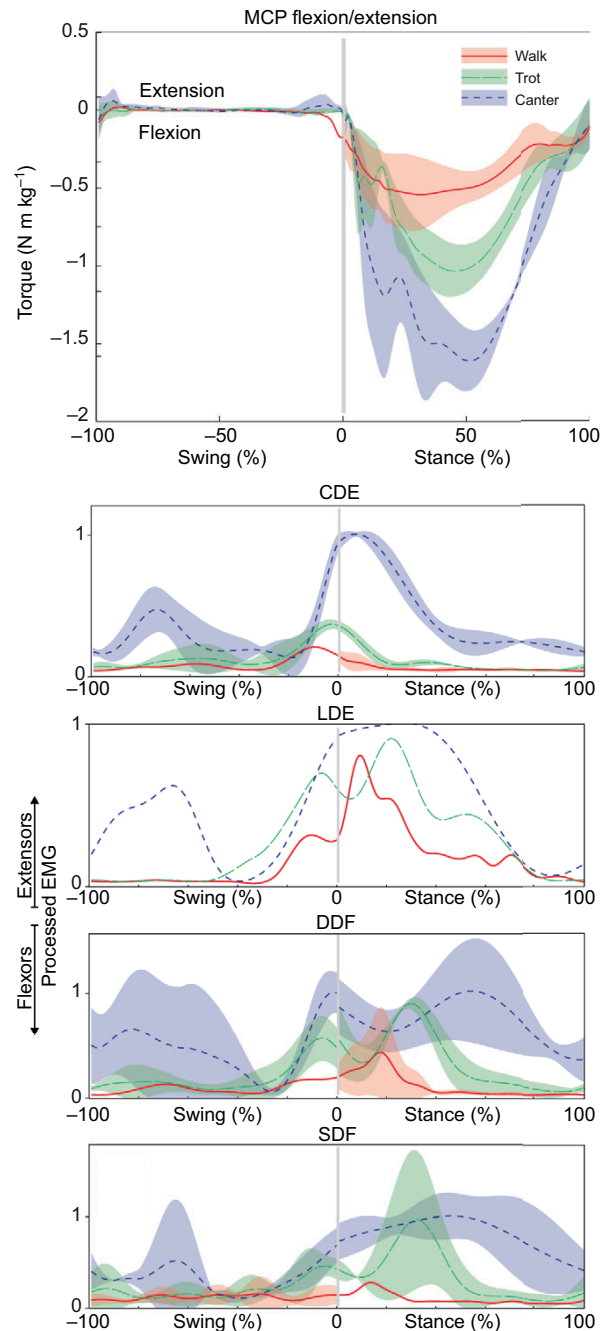 MCP flexion/extension
0.5
Walk
Trot
Canter
Extension
0
Flexion
–0.5
–1
–1.5
–2
Torque (N m kg⁻¹)
–100 –50 0 50 100
Swing (%) Stance (%)
CDE
1
0
–100 Swing (%) 0 Stance (%) 100
LDE
1
0
–100 Swing (%) 0 Stance (%) 100
Extensors
Processed EMG
Flexors
DDF
1
0
–100 Swing (%) 0 Stance (%) 100
SDF
1
0
–100 Swing (%) 0 Stance (%) 100